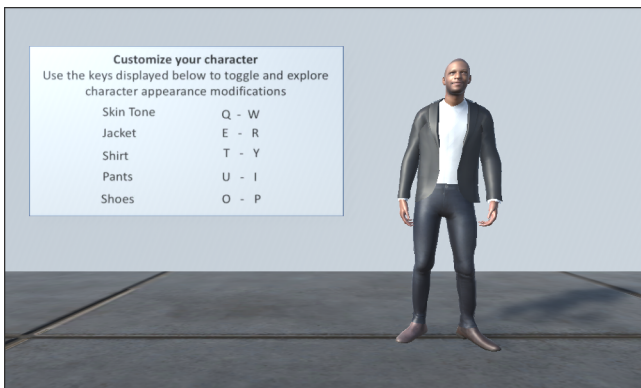 Customize your character
Use the keys displayed below to toggle and explore
character appearance modifications
Skin Tone Q - W
Jacket E - R
Shirt T - Y
Pants U - I
Shoes O - P